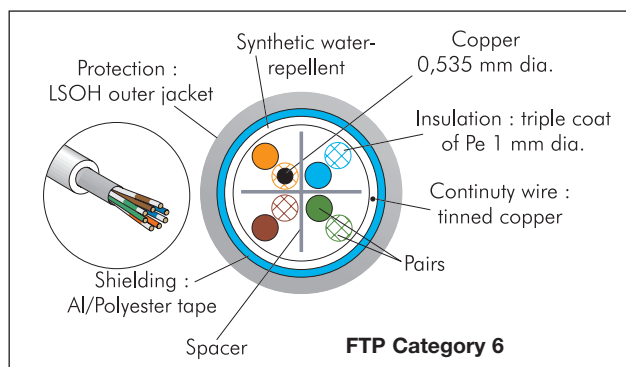 Synthetic water-
repellent
Copper
0,535 mm dia.
Protection :
LSOH outer jacket
Insulation : triple coat
of Pe 1 mm dia.
Continuty wire :
tinned copper
Pairs
Shielding :
Al/Polyester tape
Spacer
FTP Category 6